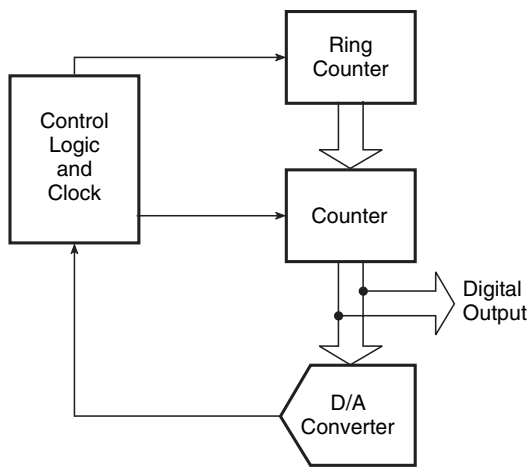 Ring
Counter
Control
Logic
and
Clock
Counter
Digital
Output
D/A
Converter